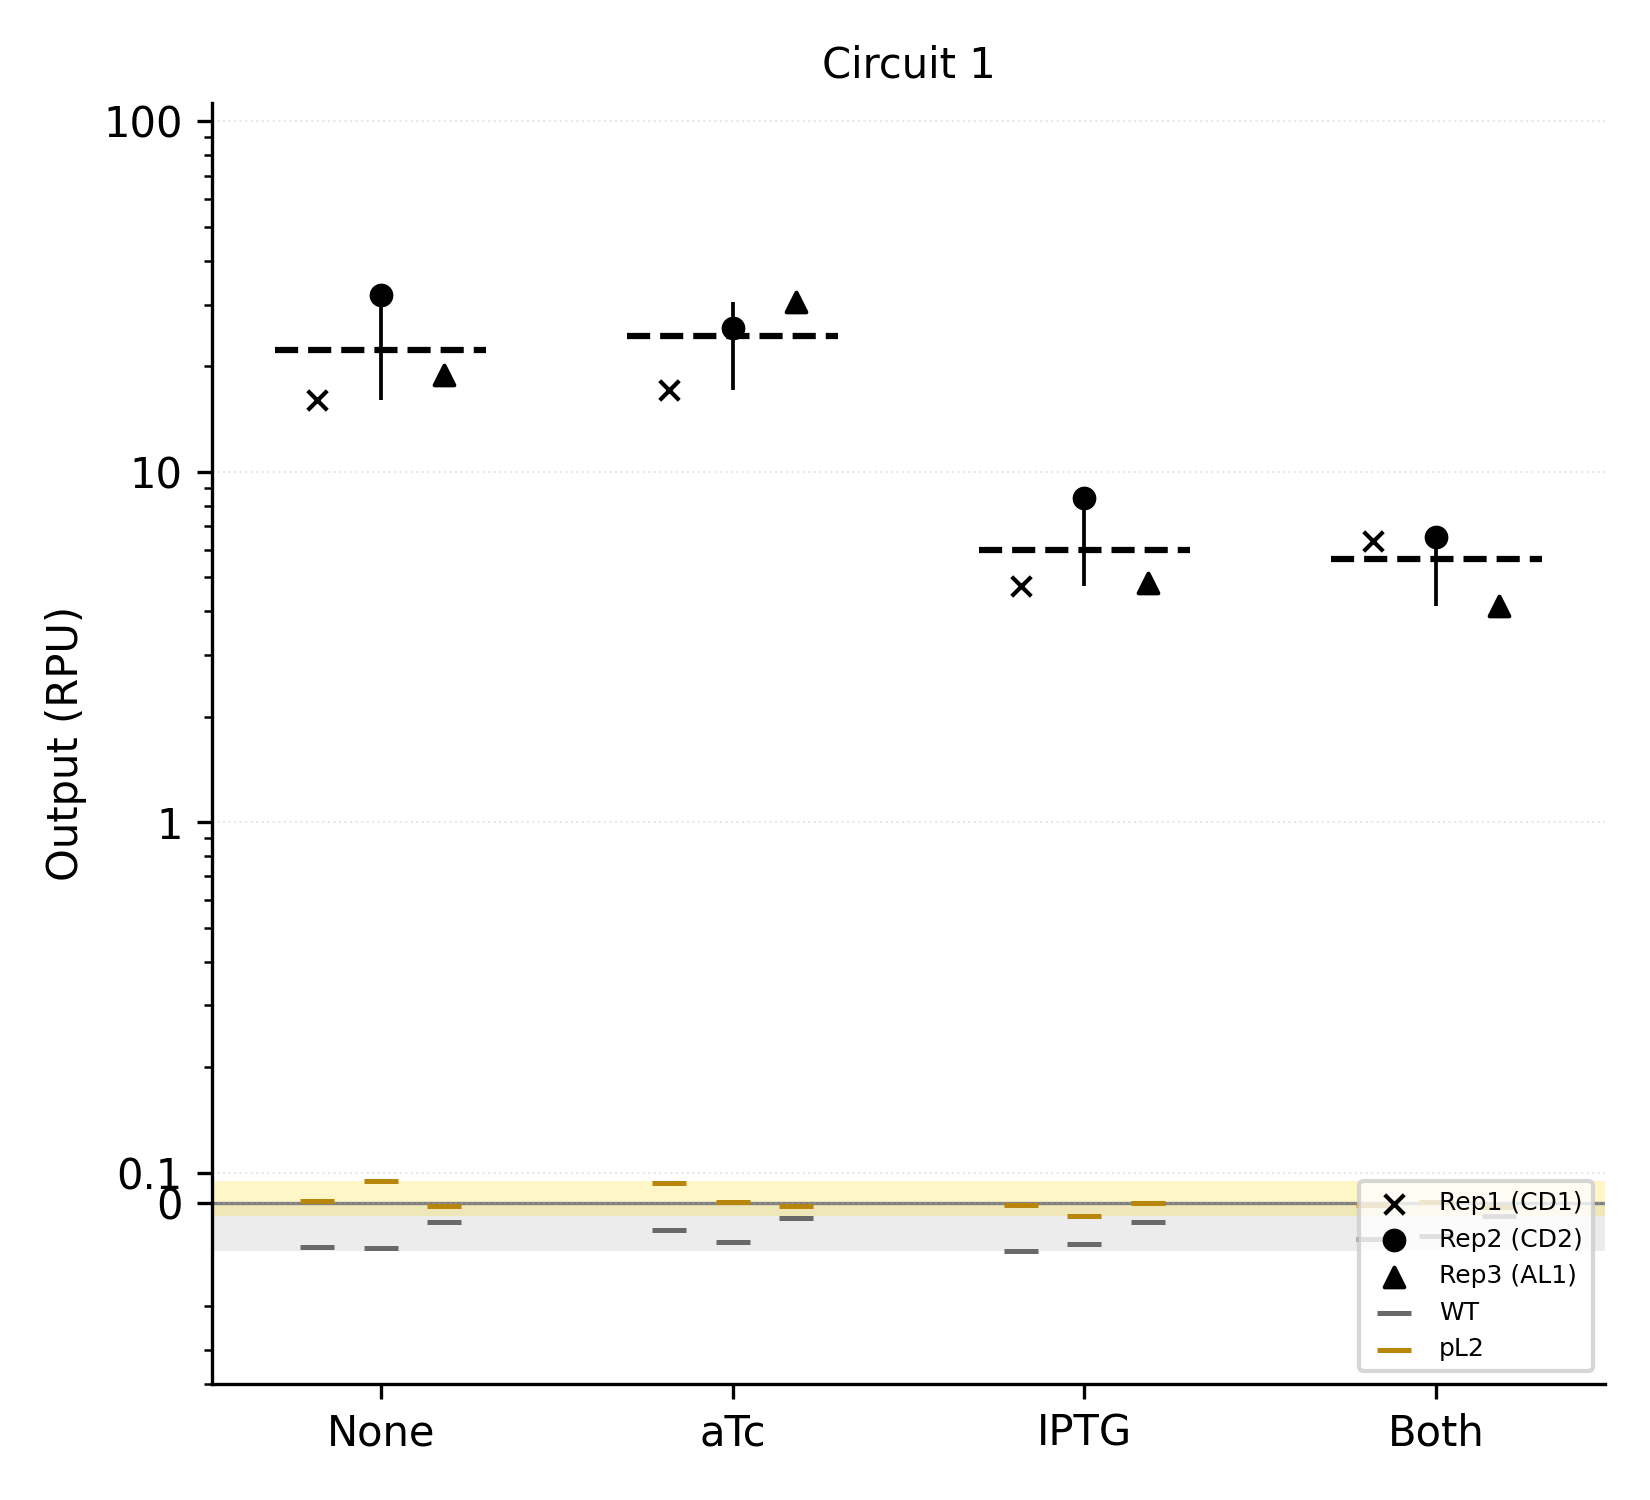 Circuit 1
100
10
1
0.1
0
Output (RPU)
None
aTc
IPTG
Both
Rep1 (CD1)
Rep2 (CD2)
Rep3 (AL1)
WT
pL2